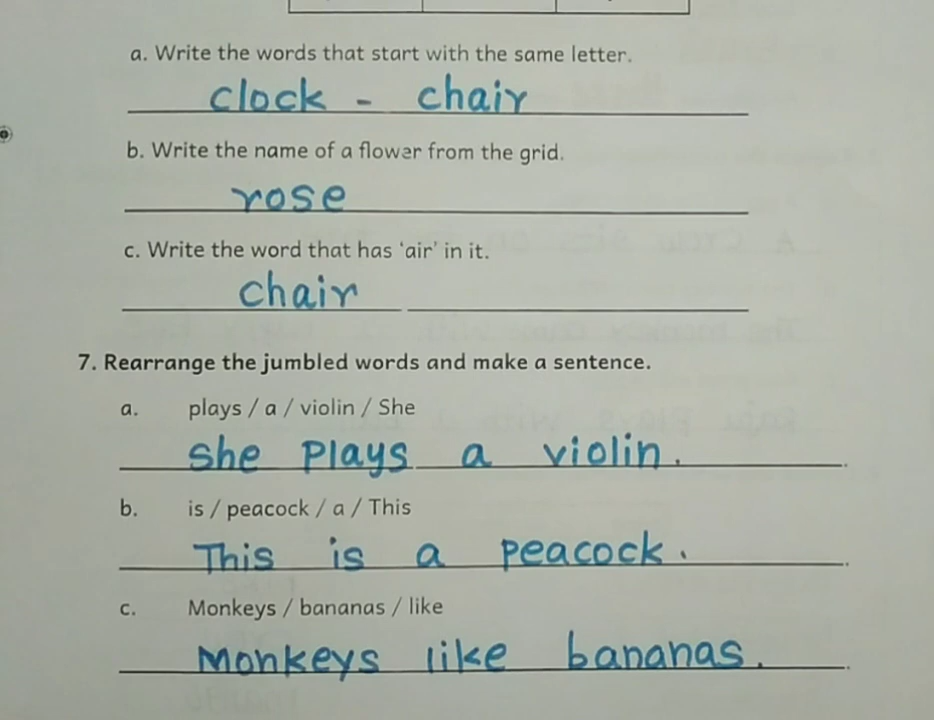 a. Write the words that start with the same letter.
clock - chair
b. Write the name of a flower from the grid.
rose
c. Write the word that has 'air' in it.
chair
7. Rearrange the jumbled words and make a sentence.
a. plays / a / violin / She
She Plays a violin.
b. is / peacock / a / This
This is a peacock.
c. Monkeys / bananas / like
Monkeys like bananas.